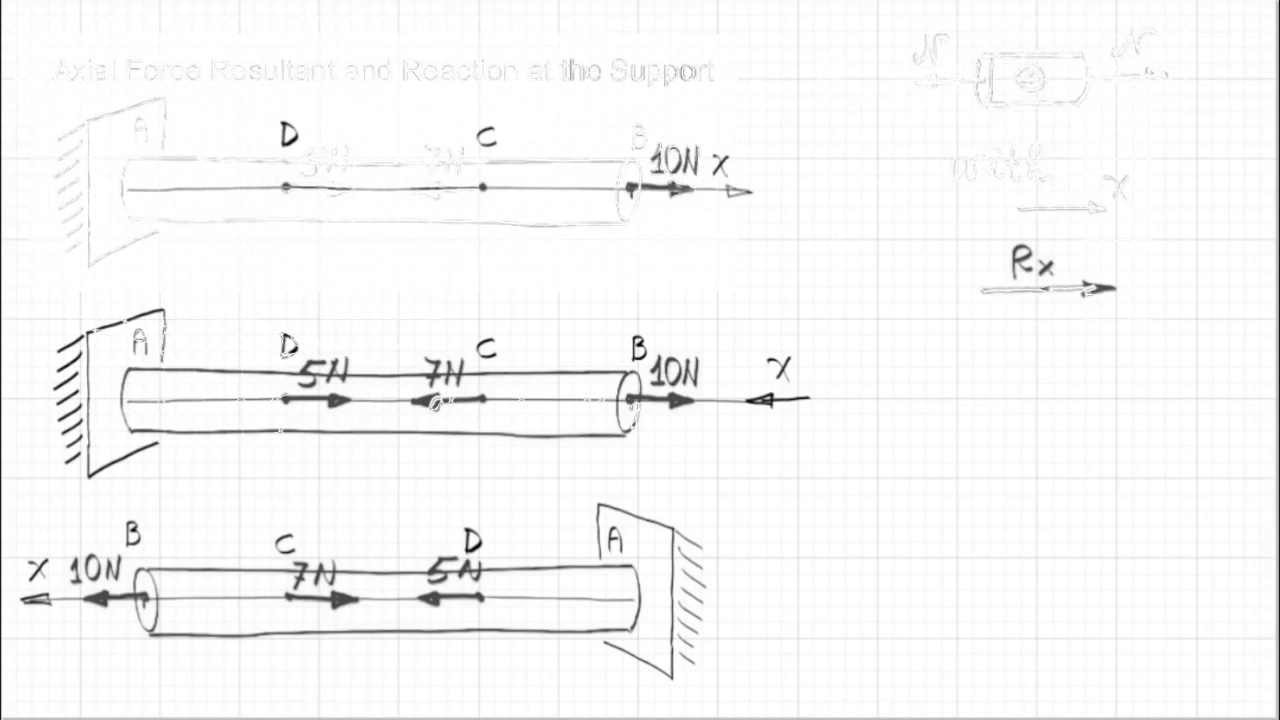 Axial Force Resultant and Reaction at the Support
N N
A D C B
5N 7N 10N X
with
X
Rx
A D C B
5N 7N 10N X
B C D A
X 10N 7N 5N